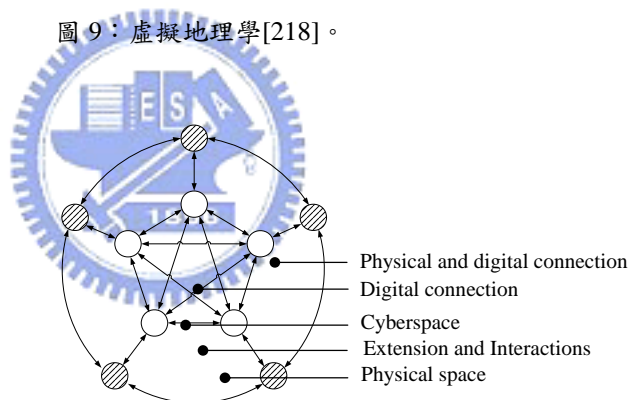 圖 9：虛擬地理學[218]。
E S A
1896
Physical and digital connection
Digital connection
Cyberspace
Extension and Interactions
Physical space